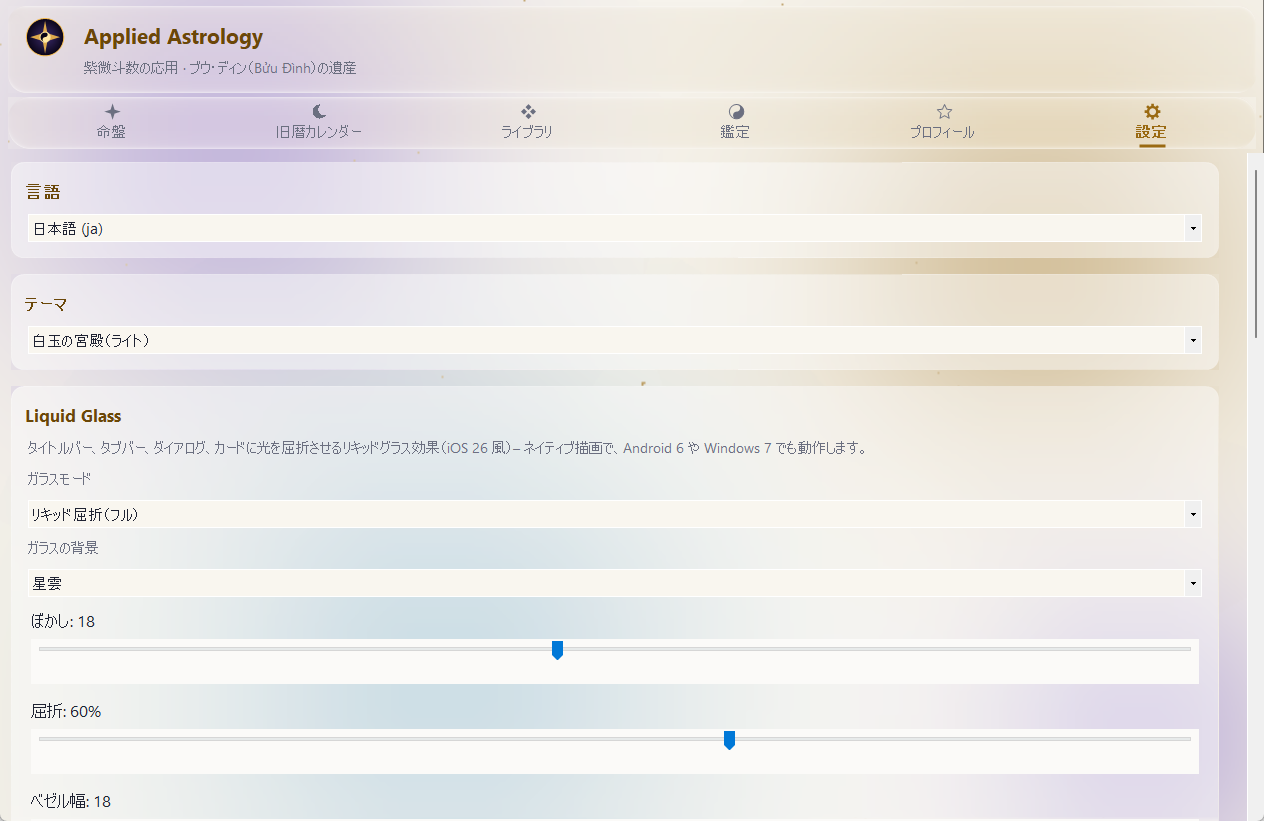 Applied Astrology
紫微斗数の応用 · ブウ・ディン(Bửu Đình)の遺産
命盤
旧暦カレンダー
ライブラリ
鑑定
プロフィール
設定
言語
日本語 (ja)
テーマ
白玉の宮殿(ライト)
Liquid Glass
タイトルバー、タブバー、ダイアログ、カードに光を屈折させるリキッドグラス効果(iOS 26 風) – ネイティブ描画で、Android 6 や Windows 7 でも動作します。
ガラスモード
リキッド屈折(フル)
ガラスの背景
星雲
ぼかし: 18
屈折: 60%
ベゼル幅: 18